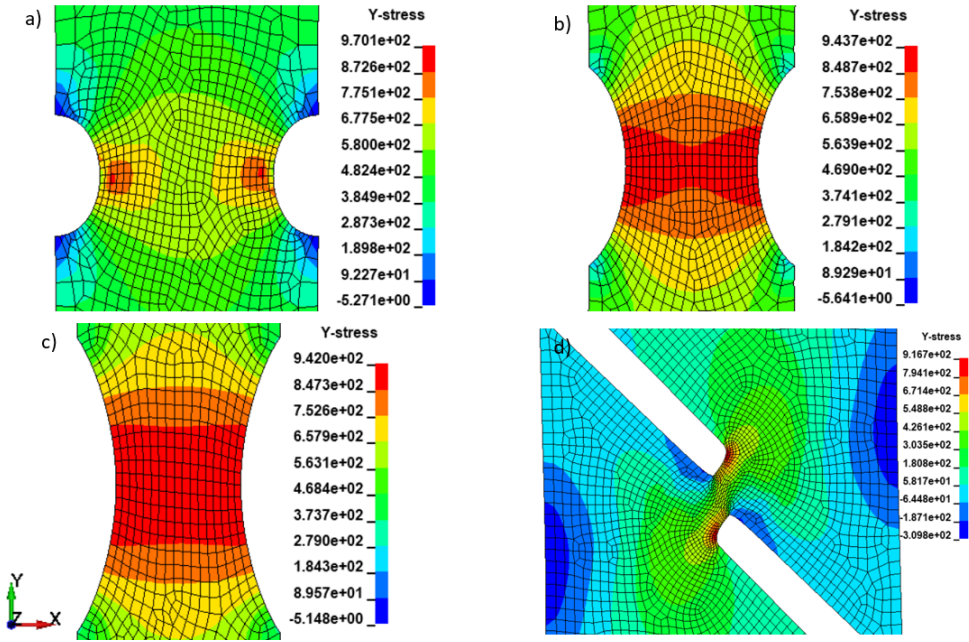 a)
Y-stress
9.701e+02
8.726e+02
7.751e+02
6.775e+02
5.800e+02
4.824e+02
3.849e+02
2.873e+02
1.898e+02
9.227e+01
-5.271e+00
b)
Y-stress
9.437e+02
8.487e+02
7.538e+02
6.589e+02
5.639e+02
4.690e+02
3.741e+02
2.791e+02
1.842e+02
8.929e+01
-5.641e+00
c)
Y-stress
9.420e+02
8.473e+02
7.526e+02
6.579e+02
5.631e+02
4.684e+02
3.737e+02
2.790e+02
1.843e+02
8.957e+01
-5.148e+00
Y
Z
X
d)
Y-stress
9.167e+02
7.941e+02
6.714e+02
5.488e+02
4.261e+02
3.035e+02
1.808e+02
5.817e+01
-6.448e+01
-1.871e+02
-3.098e+02